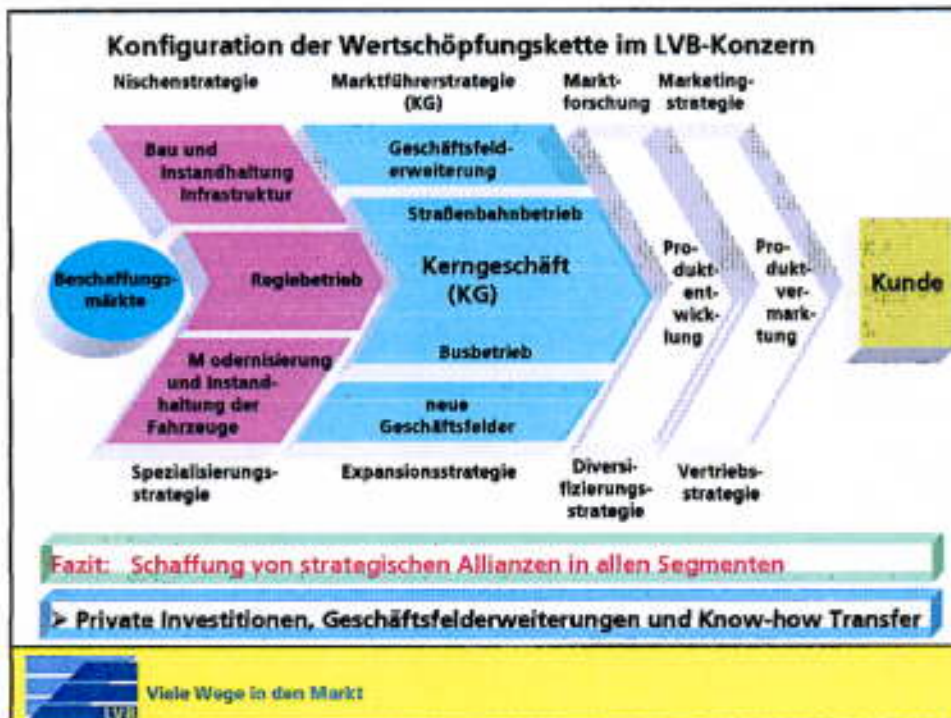 Konfiguration der Wertschöpfungskette im LVB-Konzern
Nischenstrategie
Marktführerstrategie
(KG)
Markt-
forschung
Marketing-
strategie
Bau und
Instandhaltung
Infrastruktur
Geschäftsfeld-
erweiterung
Straßenbahnbetrieb
Beschaffungs-
märkte
Regiebetrieb
Kerngeschäft
(KG)
Pro-
dukt-
ent-
wick-
lung
Pro-
dukt-
ver-
mark-
tung
Kunde
Busbetrieb
M odernisierung
und Instand-
haltung der
Fahrzeuge
neue
Geschäftsfelder
Spezialisierungs-
strategie
Expansionsstrategie
Diversi-
fizierungs-
strategie
Vertriebs-
strategie
Fazit: Schaffung von strategischen Allianzen in allen Segmenten
➢ Private Investitionen, Geschäftsfelderweiterungen und Know-how Transfer
LVB
Viele Wege in den Markt